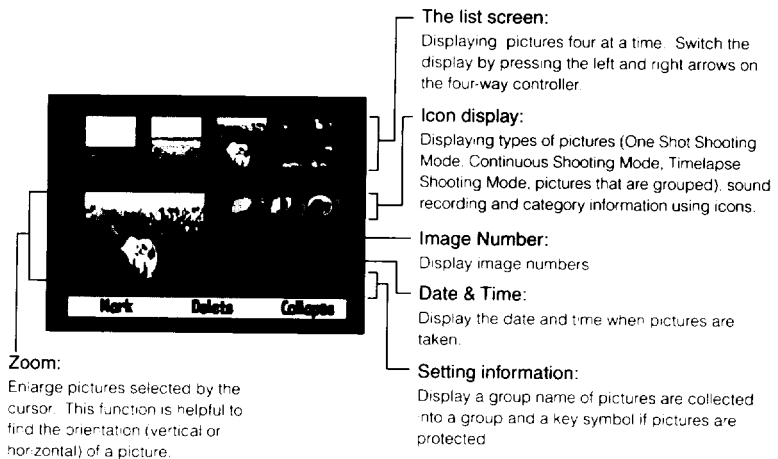 The list screen:
Displaying pictures four at a time. Switch the
display by pressing the left and right arrows on
the four-way controller.
Icon display:
Displaying types of pictures (One Shot Shooting
Mode. Continuous Shooting Mode, Timelapse
Shooting Mode, pictures that are grouped), sound
recording and category information using icons.
Image Number:
Display image numbers
Date & Time:
Display the date and time when pictures are
taken.
Setting information:
Display a group name of pictures are collected
into a group and a key symbol if pictures are
protected
Mark Delete Collapse
Zoom:
Enlarge pictures selected by the
cursor. This function is helpful to
find the orientation (vertical or
horizontal) of a picture.